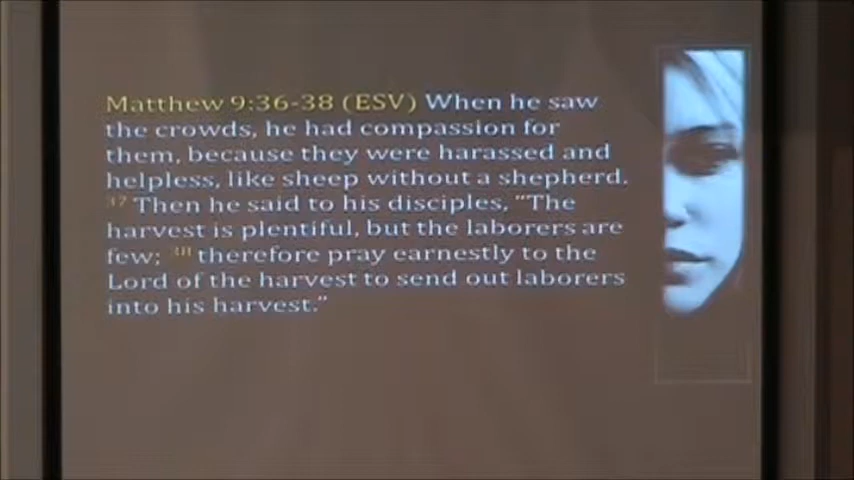 Matthew 9:36-38 (ESV) When he saw
the crowds, he had compassion for
them, because they were harassed and
helpless, like sheep without a shepherd.
37 Then he said to his disciples, “The
harvest is plentiful, but the laborers are
few; 38 therefore pray earnestly to the
Lord of the harvest to send out laborers
into his harvest.”